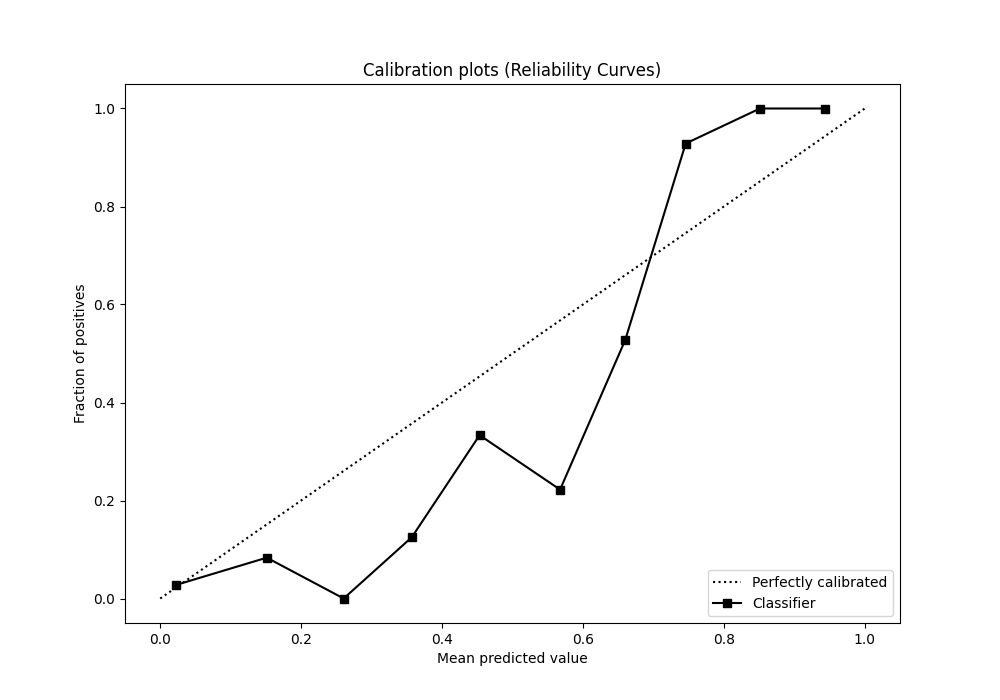 Calibration plots (Reliability Curves)
1.0
0.8
0.6
0.4
0.2
0.0
Fraction of positives
0.0 0.2 0.4 0.6 0.8 1.0
Mean predicted value
Perfectly calibrated
Classifier